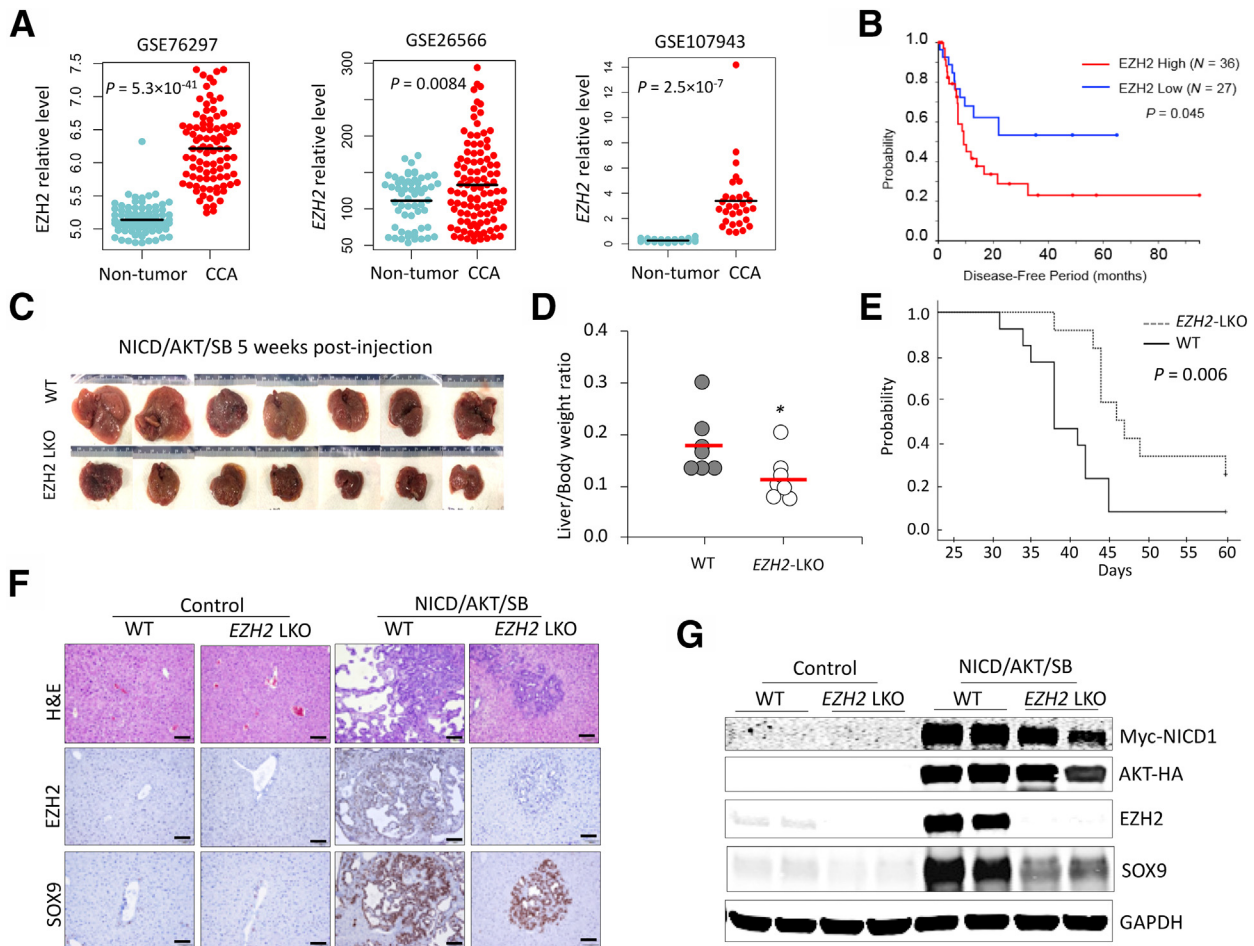 A
GSE76297
EZH2 relative level
7.5
7.0
6.5
6.0
5.5
5.0
P = 5.3×10-41
Non-tumor CCA
GSE26566
EZH2 relative level
300
200
100
50
P = 0.0084
Non-tumor CCA
GSE107943
EZH2 relative level
14
12
10
8
6
4
2
0
P = 2.5×10-7
Non-tumor CCA
B
Probability
1.0
0.8
0.6
0.4
0.2
0.0
EZH2 High (N = 36)
EZH2 Low (N = 27)
P = 0.045
0 20 40 60 80
Disease-Free Period (months)
C
NICD/AKT/SB 5 weeks post-injection
WT
EZH2 LKO
D
Liver/Body weight ratio
0.4
0.3
0.2
0.1
0.0
*
WT EZH2-LKO
E
Probability
1.0
0.8
0.6
0.4
0.2
0.0
EZH2-LKO
WT
P = 0.006
25 30 35 40 45 50 55 60
Days
F
Control NICD/AKT/SB
WT EZH2 LKO WT EZH2 LKO
H&E
EZH2
SOX9
G
Control NICD/AKT/SB
WT EZH2 LKO WT EZH2 LKO
Myc-NICD1
AKT-HA
EZH2
SOX9
GAPDH